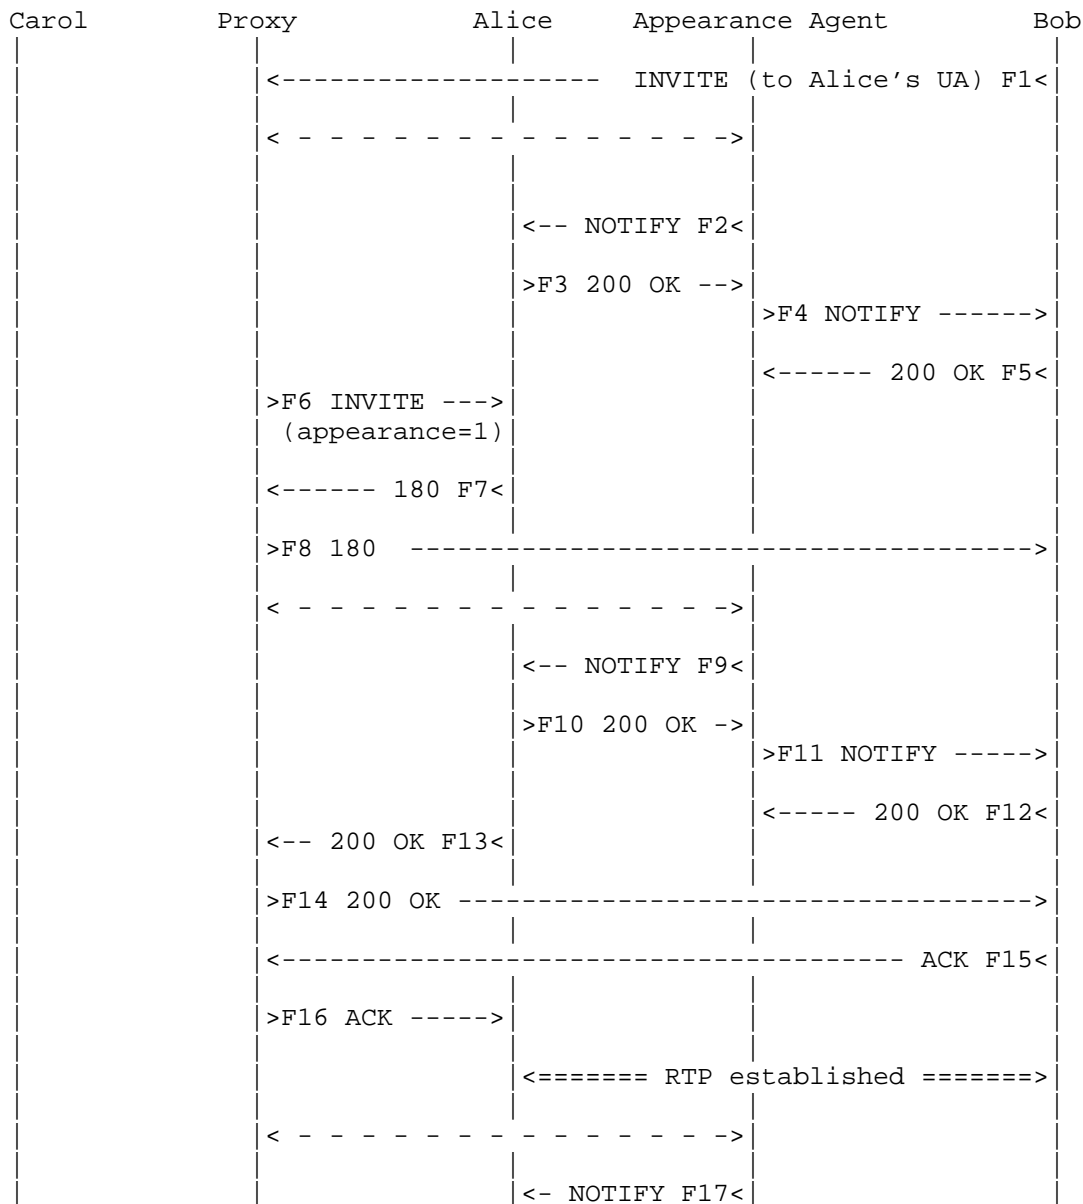 Carol Proxy Alice Appearance Agent Bob
<-------------------- INVITE (to Alice's UA) F1<
< - - - - - - - - - - - - - - ->
<-- NOTIFY F2<
>F3 200 OK -->
>F4 NOTIFY ------>
<------ 200 OK F5<
>F6 INVITE --->
(appearance=1)
<------ 180 F7<
>F8 180 --------------------------------------->
< - - - - - - - - - - - - - - ->
<-- NOTIFY F9<
>F10 200 OK ->
>F11 NOTIFY ----->
<----- 200 OK F12<
<-- 200 OK F13<
>F14 200 OK ------------------------------------>
<--------------------------------------- ACK F15<
>F16 ACK ----->
<======= RTP established =======>
< - - - - - - - - - - - - - - ->
<- NOTIFY F17<